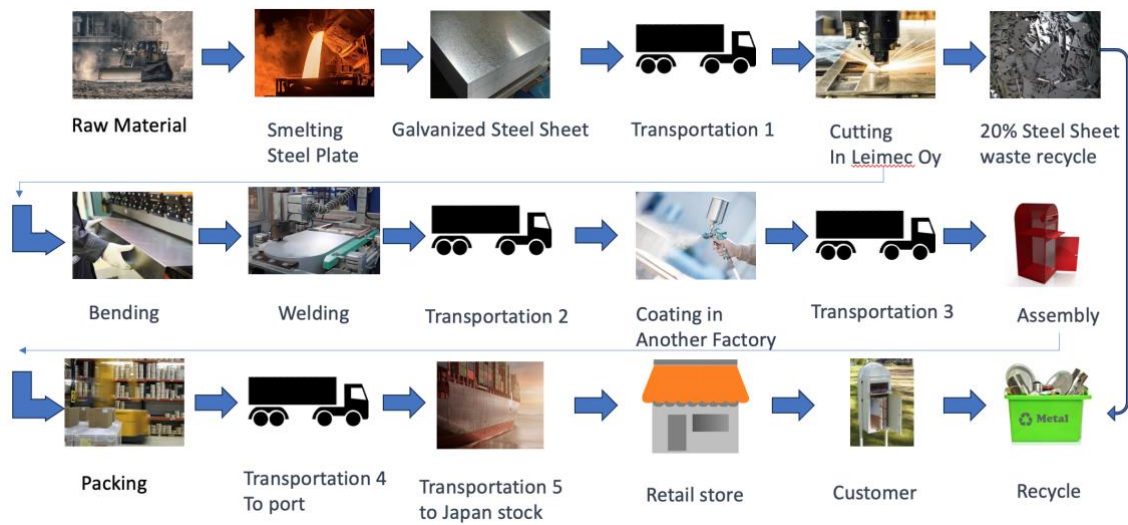 Raw Material
Smelting
Steel Plate
Galvanized Steel Sheet
Transportation 1
Cutting
In Leimec Oy
20% Steel Sheet
waste recycle
Bending
Welding
Transportation 2
Coating in
Another Factory
Transportation 3
Assembly
Packing
Transportation 4
To port
Transportation 5
to Japan stock
Retail store
Customer
Metal
Recycle